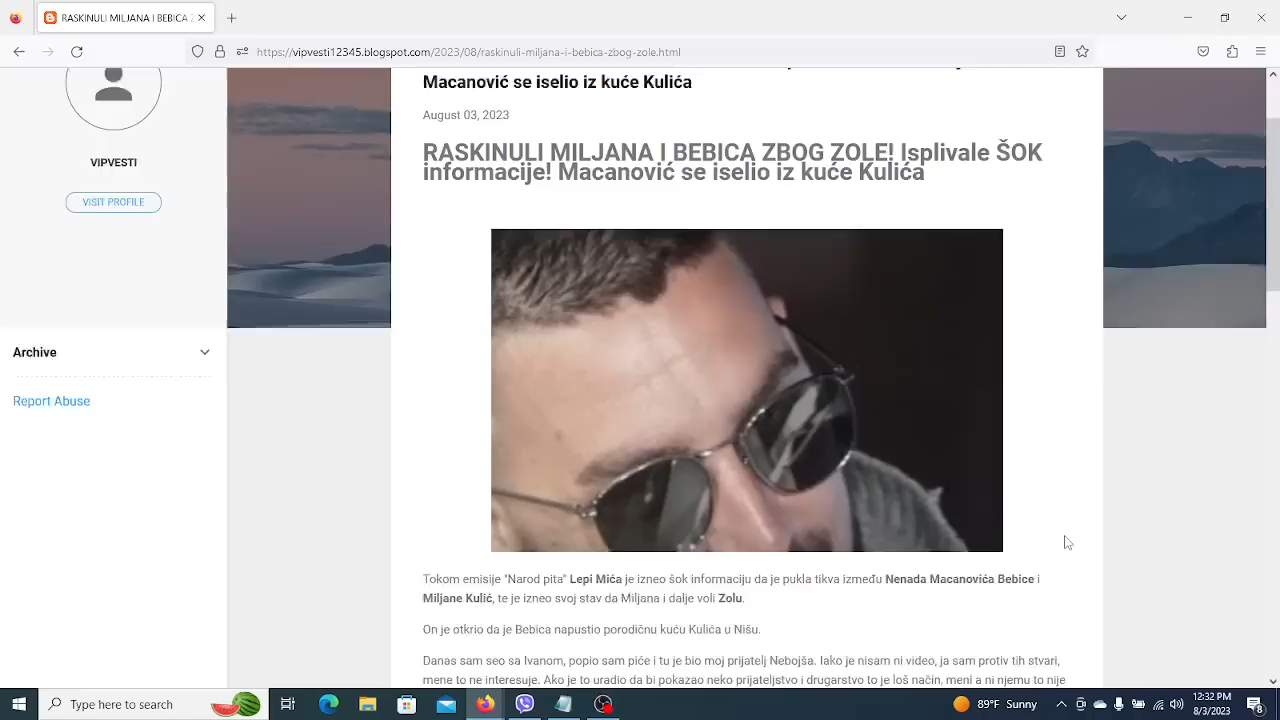 RASKINULI MILJANA I BEBICA Z
https://vipvesti12345.blogspot.com/2023/08/raskinuli-miljana-i-bebica-zbog-zole.html
Macanović se iselio iz kuće Kulića
August 03, 2023
VIPVESTI
VISIT PROFILE
Archive
Report Abuse
RASKINULI MILJANA I BEBICA ZBOG ZOLE! Isplivale ŠOK
informacije! Macanović se iselio iz kuće Kulića
Tokom emisije "Narod pita" Lepi Mića je izneo šok informaciju da je pukla tikva između Nenada Macanovića Bebice i
Miljane Kulić, te je izneo svoj stav da Miljana i dalje voli Zolu.
On je otkrio da je Bebica napustio porodičnu kuću Kulića u Nišu.
Danas sam seo sa Ivanom, popio sam piće i tu je bio moj prijatelj Nebojša. Iako je nisam ni video, ja sam protiv tih stvari,
mene to ne interesuje. Ako je to uradio da bi pokazao neko prijateljstvo i drugarstvo to je loš način, meni a ni njemu to nije
Type here to search
12:32 PM
8/3/2023